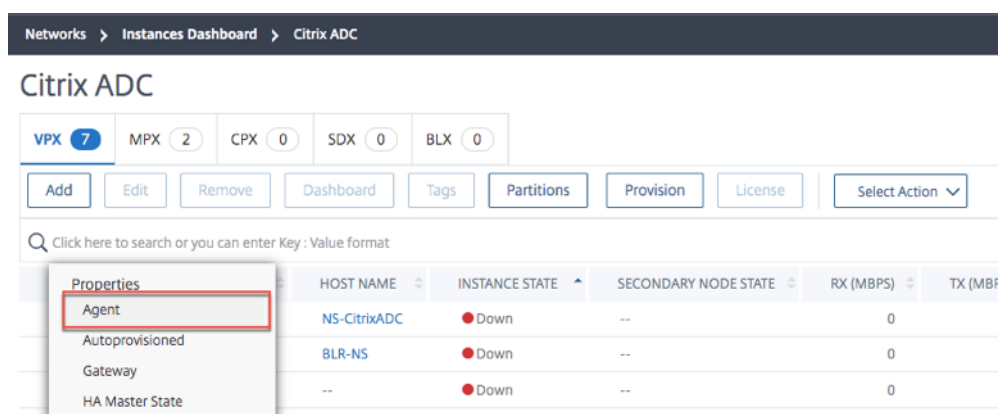 Networks > Instances Dashboard > Citrix ADC
Citrix ADC
VPX 7 MPX 2 CPX 0 SDX 0 BLX 0
Add Edit Remove Dashboard Tags Partitions Provision License Select Action
Click here to search or you can enter Key : Value format
Properties HOST NAME INSTANCE STATE SECONDARY NODE STATE RX (MBPS) TX (MBP
Agent NS-CitrixADC Down -- 0
Autoprovisioned BLR-NS Down -- 0
Gateway
HA Master State -- Down -- 0